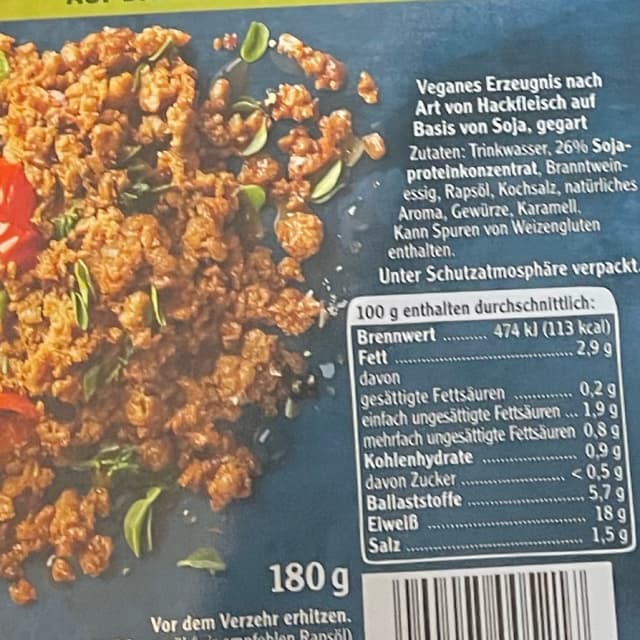 Veganes Erzeugnis nach
Art von Hackfleisch auf
Basis von Soja, gegart
Zutaten: Trinkwasser, 26% Soja-
proteinkonzentrat, Branntwein-
essig, Rapsöl, Kochsalz, natürliches
Aroma, Gewürze, Karamell.
Kann Spuren von Weizengluten
enthalten.
Unter Schutzatmosphäre verpackt.
100 g enthalten durchschnittlich:
Brennwert .......... 474 kJ (113 kcal)
Fett .......... 2,9 g
davon
gesättigte Fettsäuren .......... 0,2 g
einfach ungesättigte Fettsäuren ... 1,9 g
mehrfach ungesättigte Fettsäuren 0,8 g
Kohlenhydrate .......... 0,9 g
davon Zucker .......... < 0,5 g
Ballaststoffe .......... 5,7 g
Eiweiß .......... 18 g
Salz .......... 1,5 g
180 g
Vor dem Verzehr erhitzen.
Rapsöl)